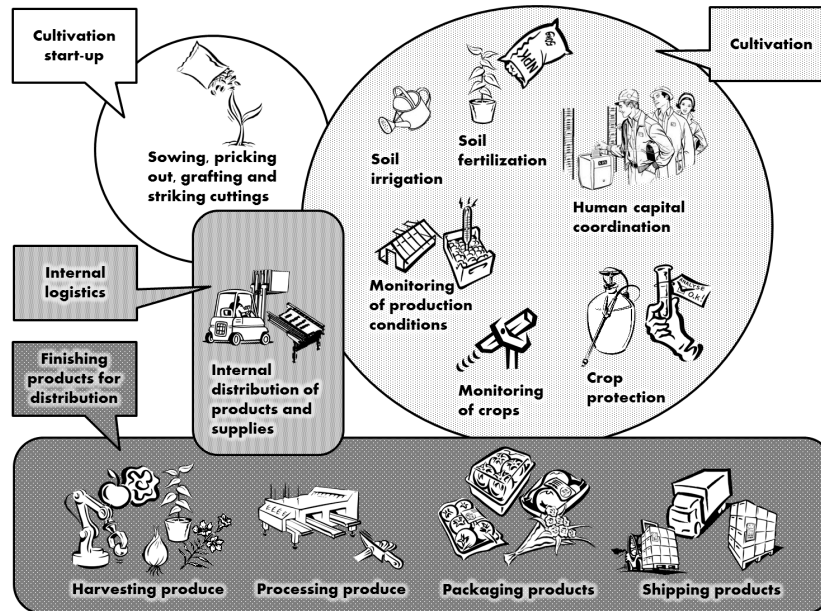 Cultivation
start-up
Sowing, pricking
out, grafting and
striking cuttings
Cultivation
NPK
Soil
irrigation
Soil
fertilization
Human capital
coordination
Monitoring
of production
conditions
Monitoring
of crops
ANALYSE
O.K!
Crop
protection
Internal
logistics
Internal
distribution of
products and
supplies
Finishing
products for
distribution
Harvesting produce
Processing produce
Packaging products
Shipping products